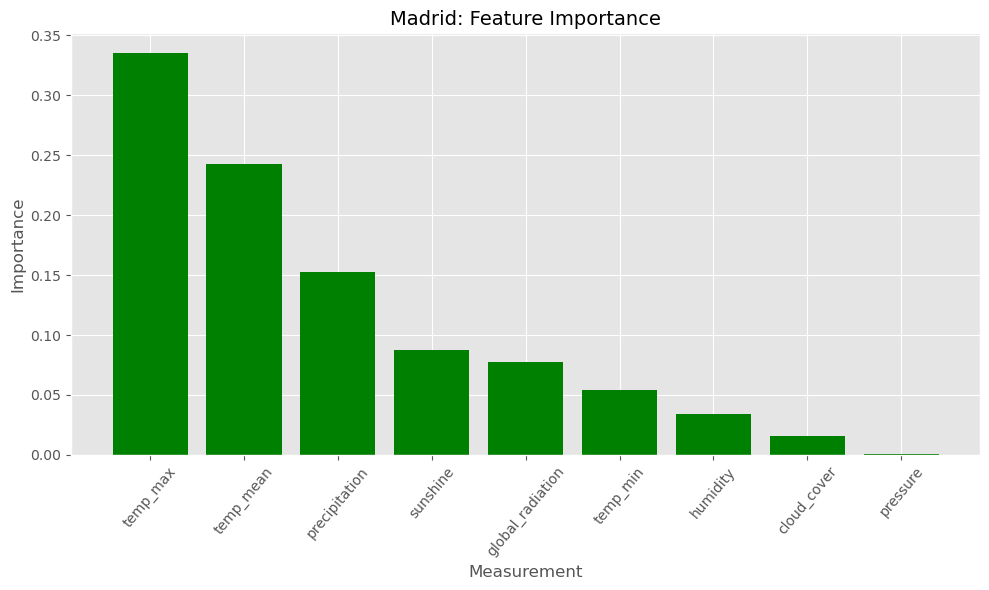 Madrid: Feature Importance
0.35
0.30
0.25
0.20
0.15
0.10
0.05
0.00
Importance
temp_max
temp_mean
precipitation
sunshine
global_radiation
temp_min
humidity
cloud_cover
pressure
Measurement